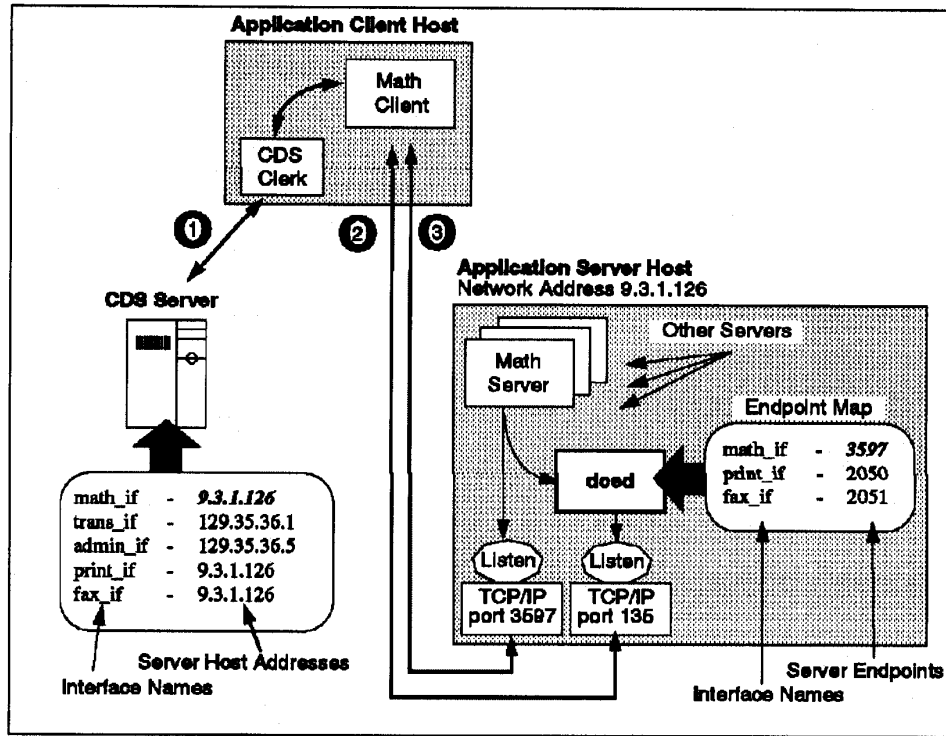 Application Client Host
Math
Client
CDS
Clerk
1
2
3
CDS Server
Application Server Host
Network Address 9.3.1.126
Other Servers
Math
Server
Endpoint Map
math_if - 3597
print_if - 2050
fax_if - 2051
dced
math_if - 9.3.1.126
trans_if - 129.35.36.1
admin_if - 129.35.36.5
print_if - 9.3.1.126
fax_if - 9.3.1.126
Listen
Listen
TCP/IP
port 3597
TCP/IP
port 135
Server Host Addresses
Interface Names
Server Endpoints
Interface Names